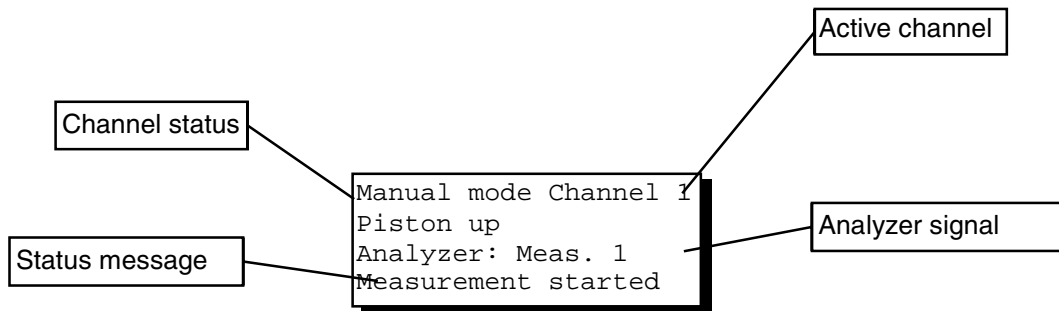 Active channel
Channel status
Manual mode Channel 1
Piston up
Analyzer: Meas. 1
Measurement started
Analyzer signal
Status message